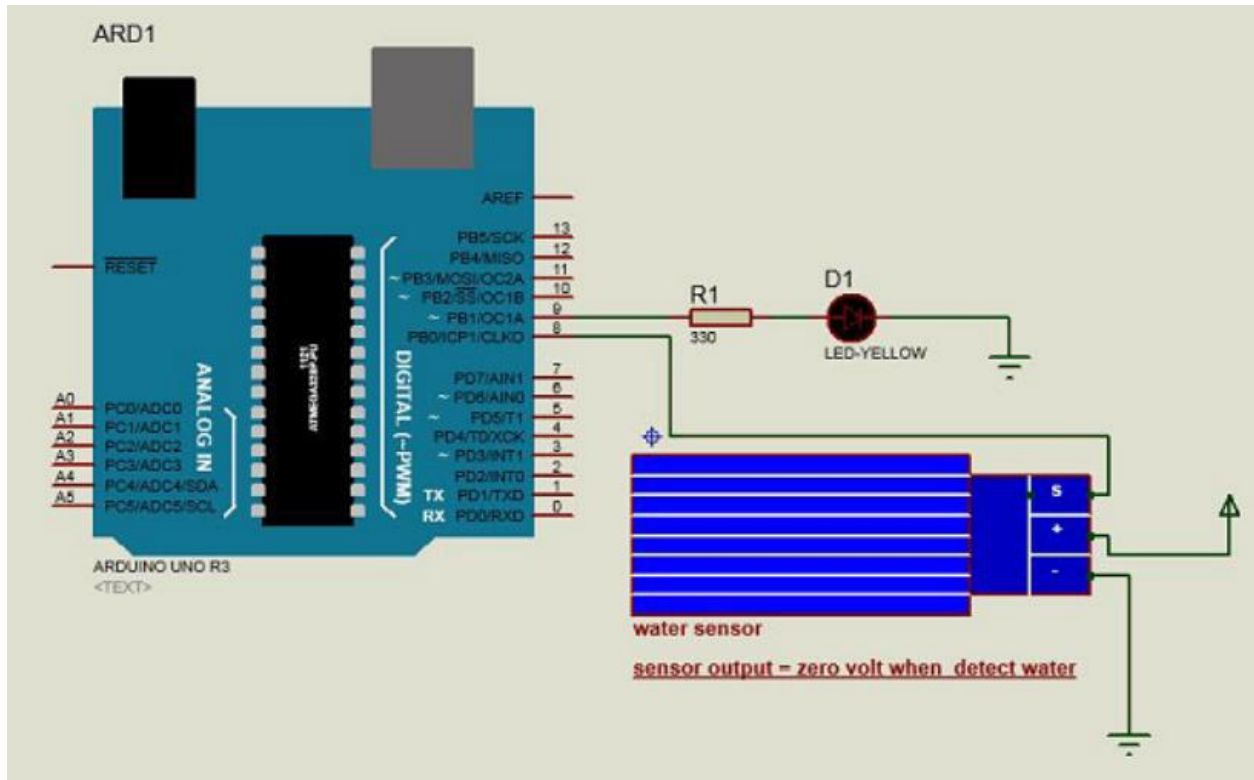 ARD1
AREF
RESET
PB5/SCK 13
PB4/MISO 12
~ PB3/MOSI/OC2A 11
~ PB2/SS/OC1B 10
~ PB1/OC1A 9
PB0/ICP1/CLKO 8
PD7/AIN1 7
~ PD6/AIN0 6
~ PD5/T1 5
PD4/T0/XCK 4
~ PD3/INT1 3
PD2/INT0 2
TX PD1/TXD 1
RX PD0/RXD 0
DIGITAL (~PWM)
1121
ATMEGA328P-PU
ANALOG IN
A0 PC0/ADC0
A1 PC1/ADC1
A2 PC2/ADC2
A3 PC3/ADC3
A4 PC4/ADC4/SDA
A5 PC5/ADC5/SCL
ARDUINO UNO R3
<TEXT>
R1
330
D1
LED-YELLOW
S
+
-
water sensor
sensor output = zero volt when detect water